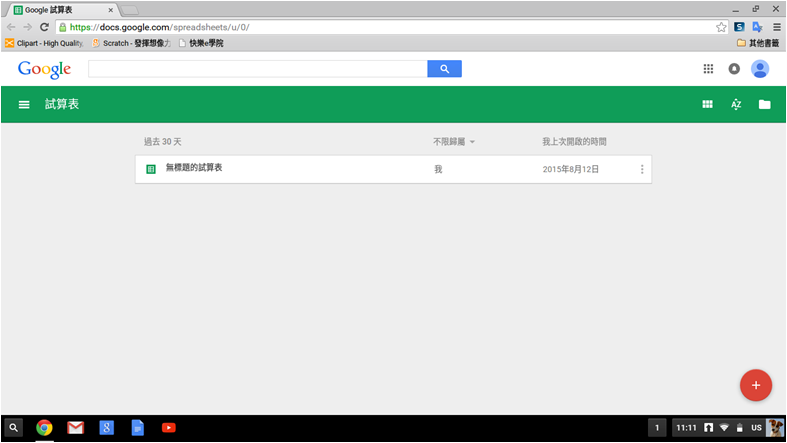 Google 試算表
https://docs.google.com/spreadsheets/u/0/
Clipart - High Quality, Scratch - 發揮想像力 快樂e學院 其他書籤
Google
試算表
AZ
過去 30 天 不限歸屬 我上次開啟的時間
無標題的試算表 我 2015年8月12日
1 11:11 US